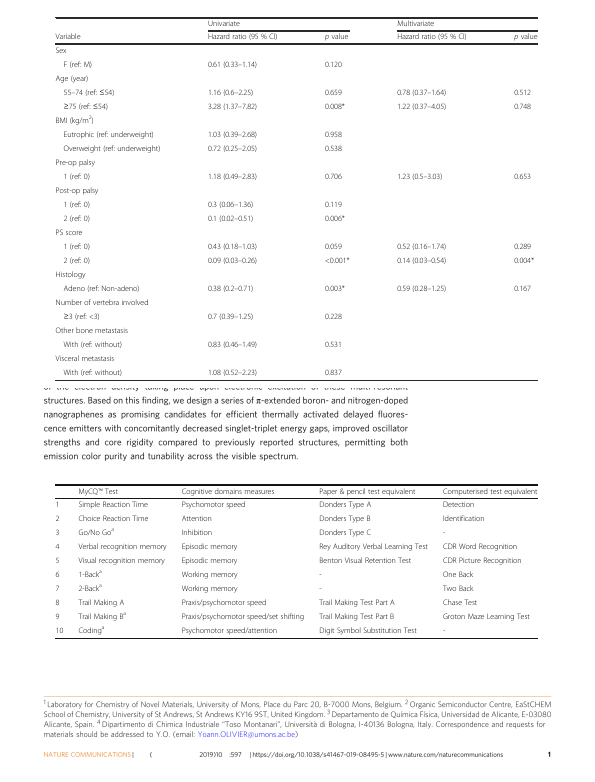 Univariate Multivariate
Variable Hazard ratio (95 % CI) p value Hazard ratio (95 % CI) p value
Sex
F (ref: M) 0.61 (0.33–1.14) 0.120
Age (year)
55–74 (ref: ≤54) 1.16 (0.6–2.25) 0.659 0.78 (0.37–1.64) 0.512
≥75 (ref: ≤54) 3.28 (1.37–7.82) 0.008* 1.22 (0.37–4.05) 0.748
BMI (kg/m²)
Eutrophic (ref: underweight) 1.03 (0.39–2.68) 0.958
Overweight (ref: underweight) 0.72 (0.25–2.05) 0.538
Pre-op palsy
1 (ref: 0) 1.18 (0.49–2.83) 0.706 1.23 (0.5–3.03) 0.653
Post-op palsy
1 (ref: 0) 0.3 (0.06–1.36) 0.119
2 (ref: 0) 0.1 (0.02–0.51) 0.006*
PS score
1 (ref: 0) 0.43 (0.18–1.03) 0.059 0.52 (0.16–1.74) 0.289
2 (ref: 0) 0.09 (0.03–0.26) <0.001* 0.14 (0.03–0.54) 0.004*
Histology
Adeno (ref: Non-adeno) 0.38 (0.2–0.71) 0.003* 0.59 (0.28–1.25) 0.167
Number of vertebra involved
≥3 (ref: <3) 0.7 (0.39–1.25) 0.228
Other bone metastasis
With (ref: without) 0.83 (0.46–1.49) 0.531
Visceral metastasis
With (ref: without) 1.08 (0.52–2.23) 0.837
of the electron density taking place upon electronic excitation of these multi-resonant
structures. Based on this finding, we design a series of π-extended boron- and nitrogen-doped
nanographenes as promising candidates for efficient thermally activated delayed fluores-
cence emitters with concomitantly decreased singlet-triplet energy gaps, improved oscillator
strengths and core rigidity compared to previously reported structures, permitting both
emission color purity and tunability across the visible spectrum.
MyCQ™ Test Cognitive domains measures Paper & pencil test equivalent Computerised test equivalent
1 Simple Reaction Time Psychomotor speed Donders Type A Detection
2 Choice Reaction Time Attention Donders Type B Identification
3 Go/No Goᵃ Inhibition Donders Type C -
4 Verbal recognition memory Episodic memory Rey Auditory Verbal Learning Test CDR Word Recognition
5 Visual recognition memory Episodic memory Benton Visual Retention Test CDR Picture Recognition
6 1-Backᵃ Working memory - One Back
7 2-Backᵃ Working memory - Two Back
8 Trail Making A Praxis/psychomotor speed Trail Making Test Part A Chase Test
9 Trail Making Bᵃ Praxis/psychomotor speed/set shifting Trail Making Test Part B Groton Maze Learning Test
10 Codingᵃ Psychomotor speed/attention Digit Symbol Substitution Test -
¹ Laboratory for Chemistry of Novel Materials, University of Mons, Place du Parc 20, B-7000 Mons, Belgium. ² Organic Semiconductor Centre, EaStCHEM
School of Chemistry, University of St Andrews, St Andrews KY16 9ST, United Kingdom. ³ Departamento de Química Física, Universidad de Alicante, E-03080
Alicante, Spain. ⁴ Dipartimento di Chimica Industriale “Toso Montanari”, Università di Bologna, I-40136 Bologna, Italy. Correspondence and requests for
materials should be addressed to Y.O. (email: Yoann.OLIVIER@umons.ac.be)
NATURE COMMUNICATIONS | ( 2019)10 :597 | https://doi.org/10.1038/s41467-019-08495-5 | www.nature.com/naturecommunications 1